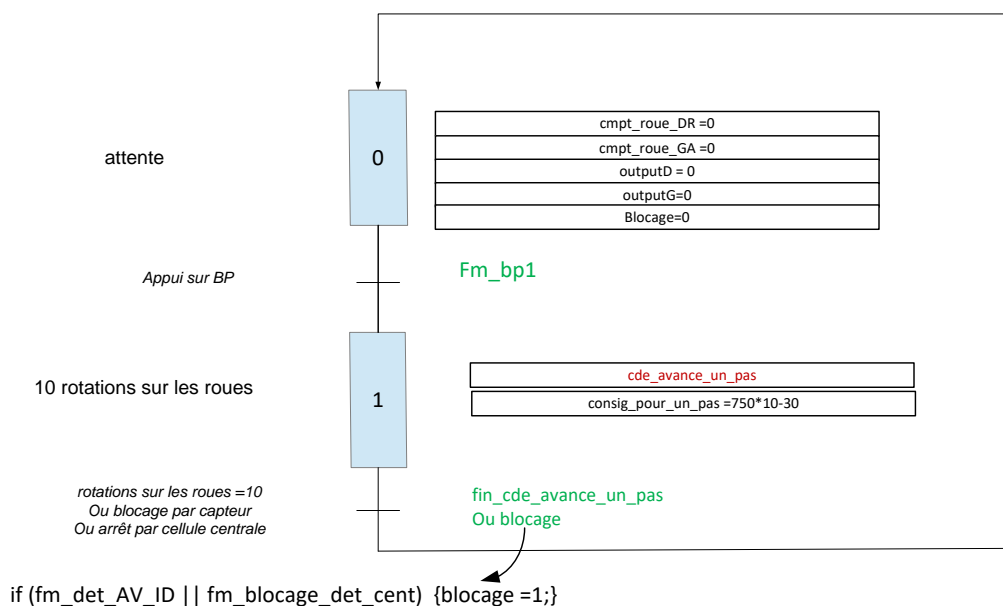 cmpt_roue_DR =0
attente
0
cmpt_roue_GA =0
outputD = 0
outputG=0
Blocage=0
Appui sur BP
Fm_bp1
10 rotations sur les roues
1
cde_avance_un_pas
consig_pour_un_pas =750*10-30
rotations sur les roues =10
Ou blocage par capteur
Ou arrêt par cellule centrale
fin_cde_avance_un_pas
Ou blocage
if (fm_det_AV_ID || fm_blocage_det_cent) {blocage =1;}